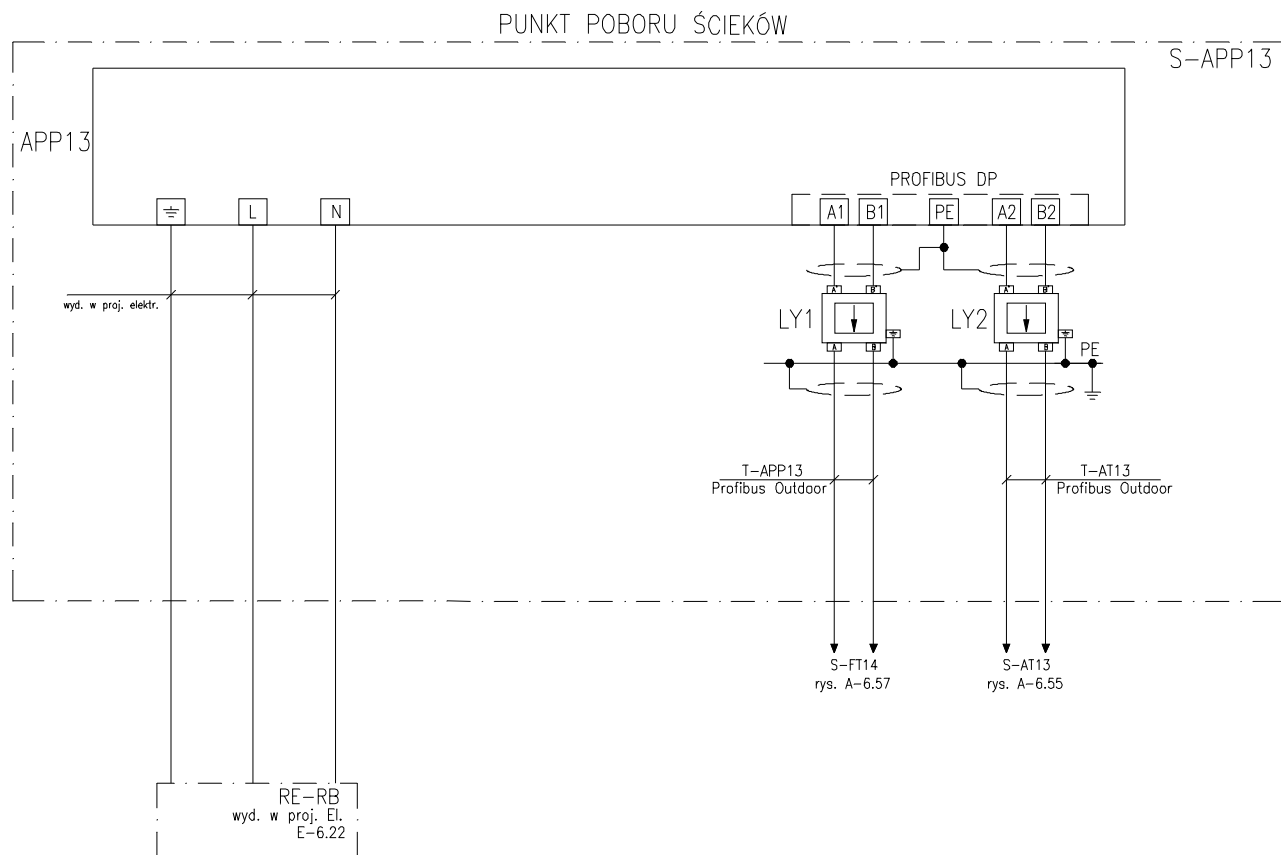 PUNKT POBORU ŚCIEKÓW
S-APP13
APP13
PROFIBUS DP
L
N
A1
B1
PE
A2
B2
wyd. w proj. elektr.
A'
B'
A'
B'
LY1
LY2
A
B
A
B
PE
T-APP13
Profibus Outdoor
T-AT13
Profibus Outdoor
S-FT14
rys. A-6.57
S-AT13
rys. A-6.55
RE-RB
wyd. w proj. El.
E-6.22